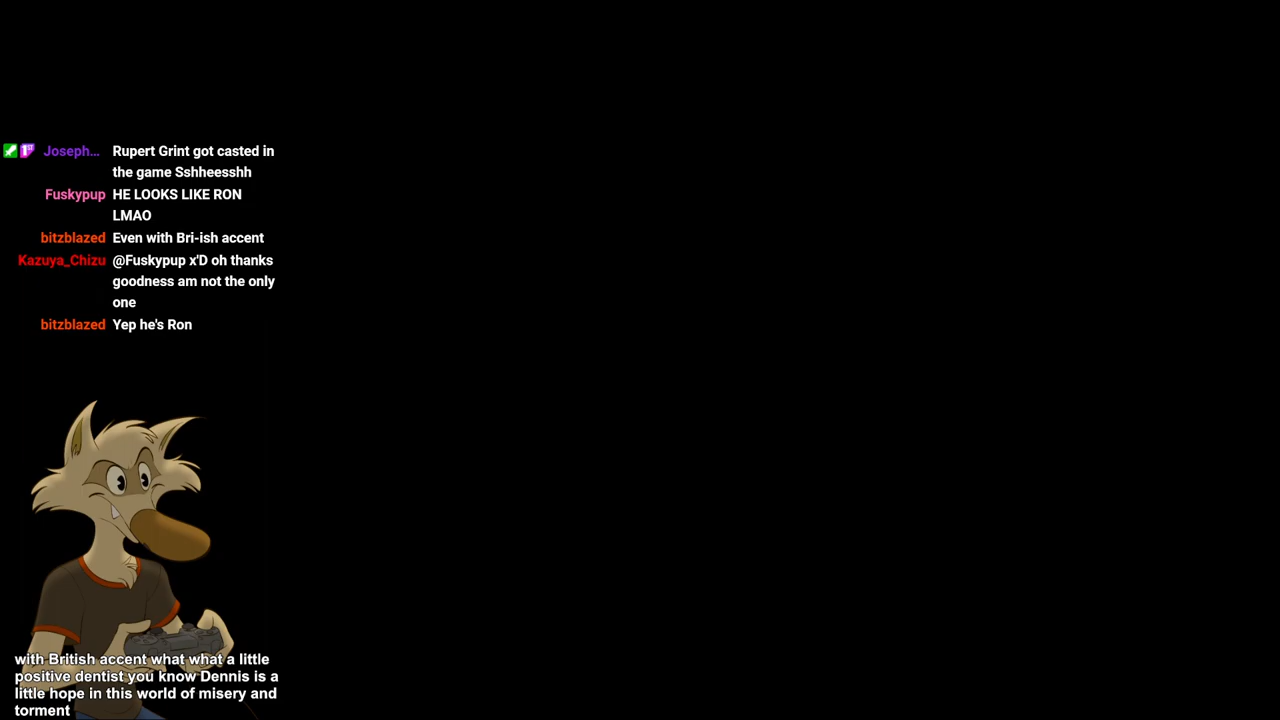 Joseph... Rupert Grint got casted in
the game Sshheesshh
Fuskypup HE LOOKS LIKE RON
LMAO
bitzblazed Even with Bri-ish accent
Kazuya_Chizu @Fuskypup x'D oh thanks
goodness am not the only
one
bitzblazed Yep he's Ron
with British accent what what a little
positive dentist you know Dennis is a
little hope in this world of misery and
torment